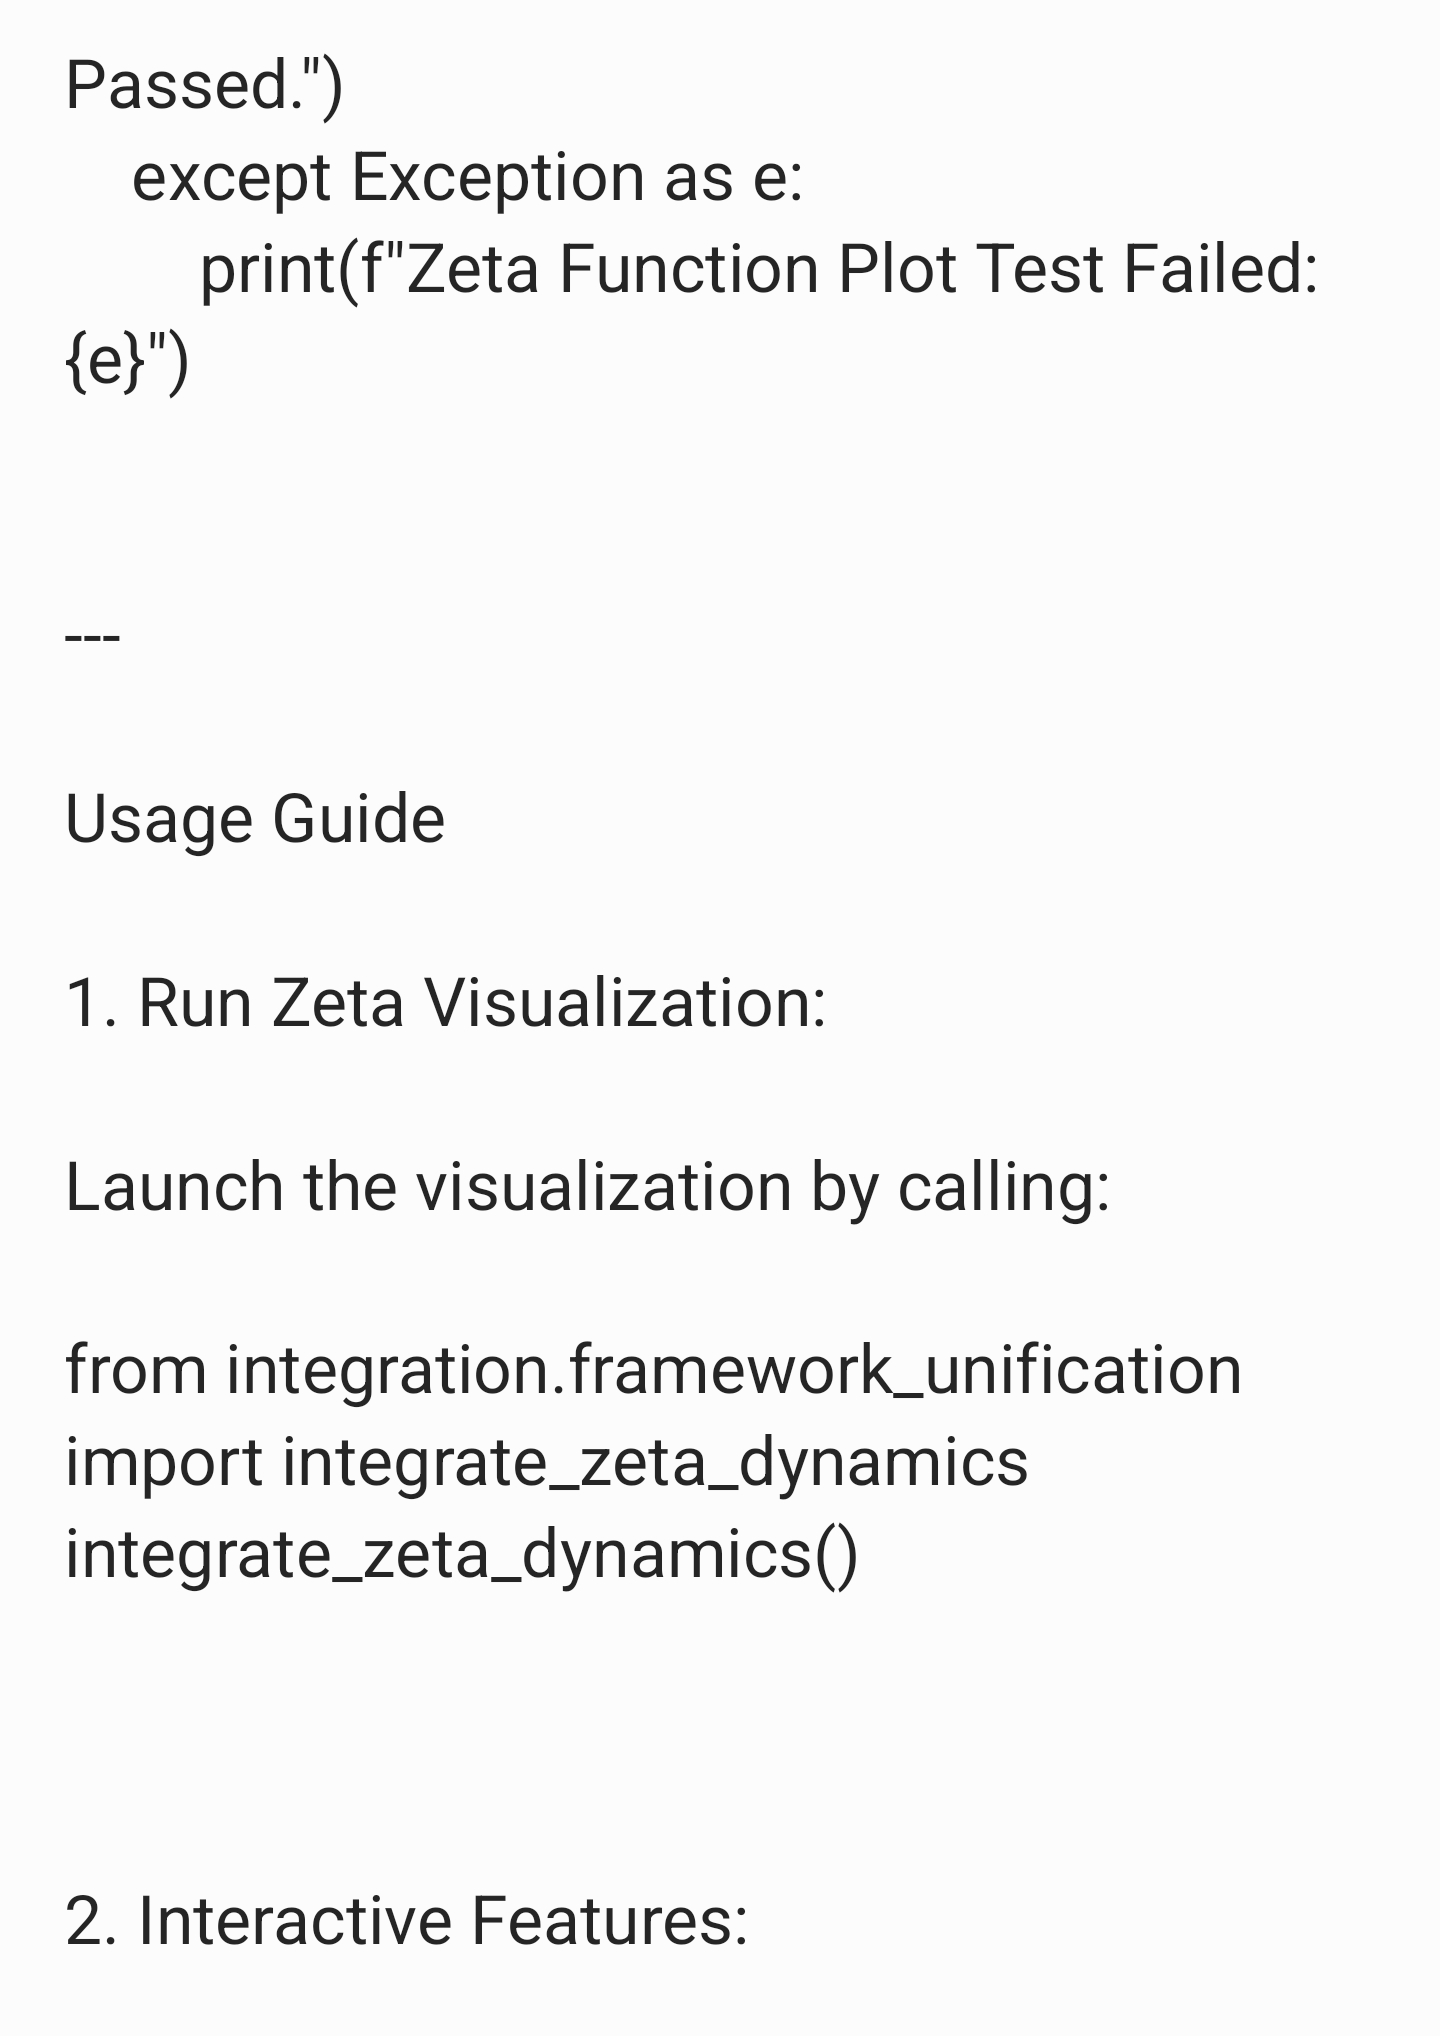 Passed.")
    except Exception as e:
        print(f"Zeta Function Plot Test Failed:
{e}")
---
Usage Guide
1. Run Zeta Visualization:
Launch the visualization by calling:
from integration.framework_unification
import integrate_zeta_dynamics
integrate_zeta_dynamics()
2. Interactive Features: